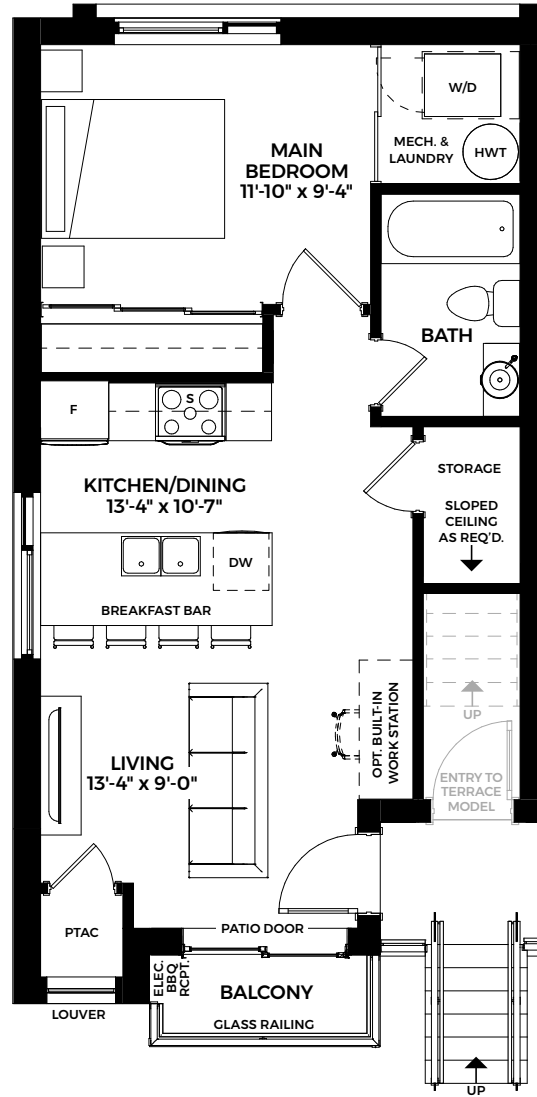 W/D
MECH. &
LAUNDRY
HWT
MAIN
BEDROOM
11'-10" x 9'-4"
BATH
F
S
STORAGE
SLOPED
CEILING
AS REQ'D.
KITCHEN/DINING
13'-4" x 10'-7"
DW
BREAKFAST BAR
UP
ENTRY TO
TERRACE
MODEL
OPT. BUILT-IN
WORK STATION
LIVING
13'-4" x 9'-0"
PTAC
PATIO DOOR
ELEC.
BBQ
RCPT.
BALCONY
GLASS RAILING
LOUVER
UP